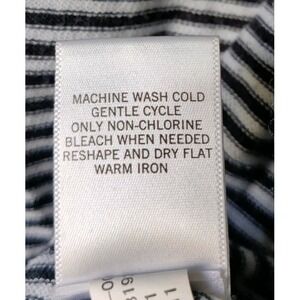 MACHINE WASH COLD
GENTLE CYCLE
ONLY NON-CHLORINE
BLEACH WHEN NEEDED
RESHAPE AND DRY FLAT
WARM IRON